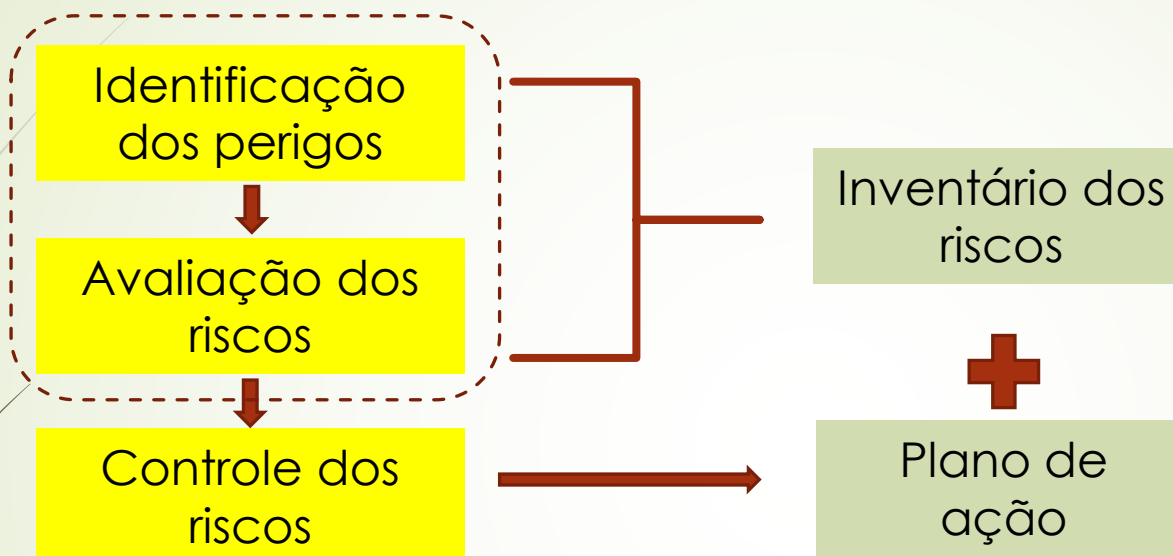 Identificação
dos perigos
Avaliação dos
riscos
Controle dos
riscos
Inventário dos
riscos
Plano de
ação